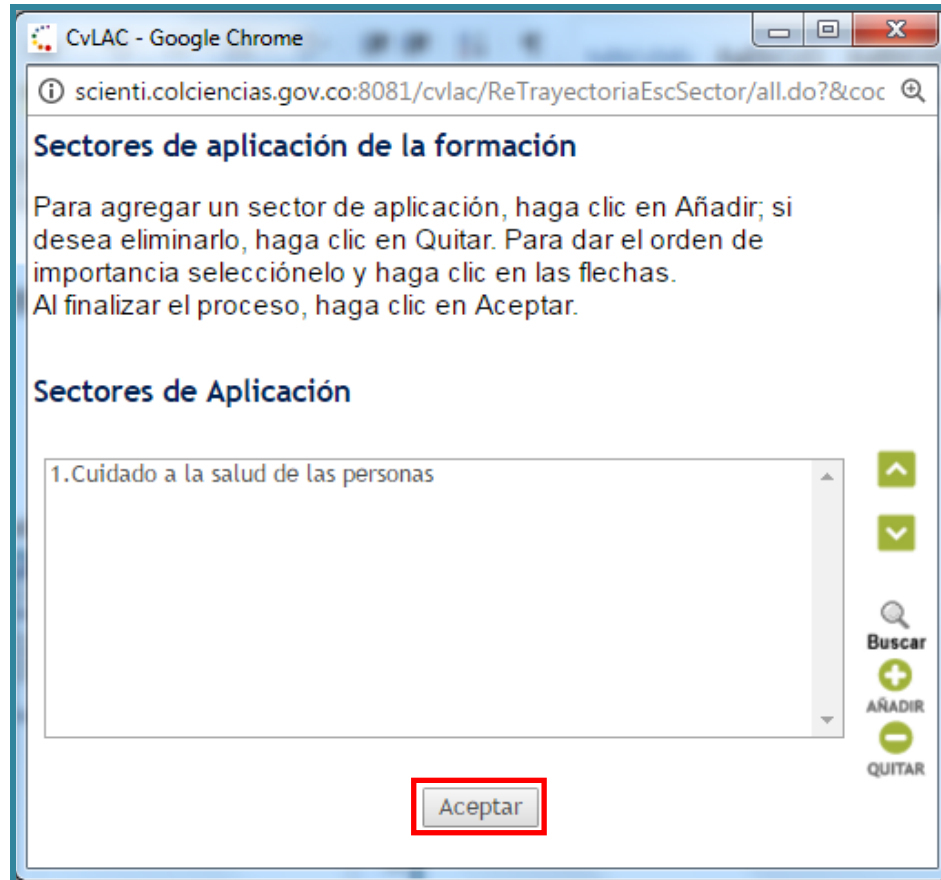 CvLAC - Google Chrome
scienti.colciencias.gov.co:8081/cvlac/ReTrayectoriaEscSector/all.do?&coc
Sectores de aplicación de la formación
Para agregar un sector de aplicación, haga clic en Añadir; si
desea eliminarlo, haga clic en Quitar. Para dar el orden de
importancia selecciónelo y haga clic en las flechas.
Al finalizar el proceso, haga clic en Aceptar.
Sectores de Aplicación
1.Cuidado a la salud de las personas
Buscar
AÑADIR
QUITAR
Aceptar